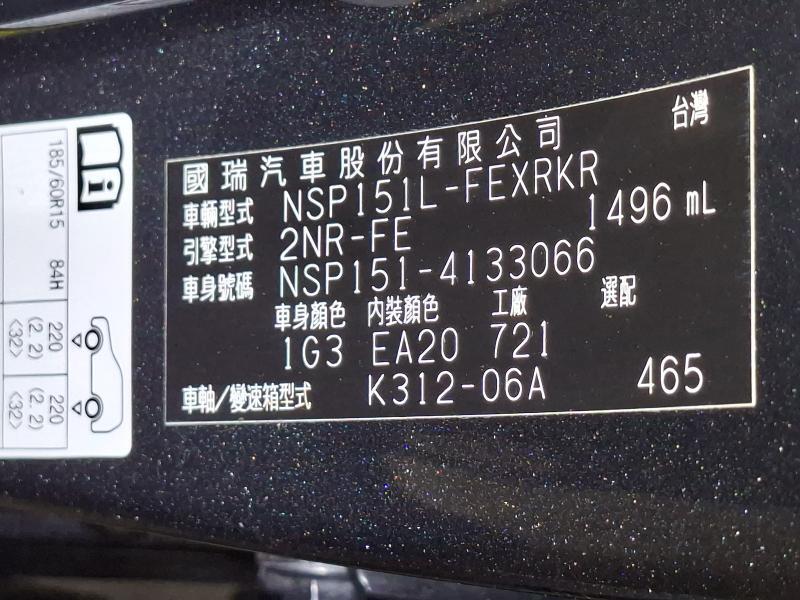 台灣
國瑞汽車股份有限公司
車輛型式 NSP151L-FEXRKR
引擎型式 2NR-FE 1496 mL
車身號碼 NSP151-4133066
車身顏色 內裝顏色 工廠 選配
1G3 EA20 721
車軸/變速箱型式 K312-06A 465
185/60R15 84H
220 (2.2) <32>
220 (2.2) <32>